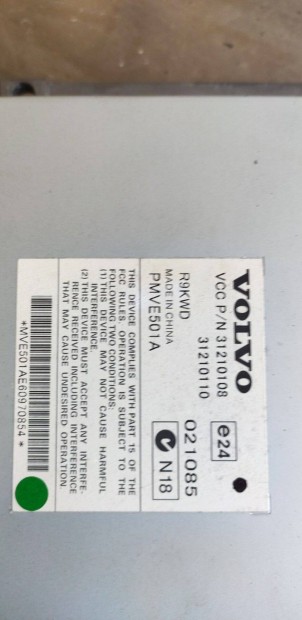 VOLVO
VCC P/N 31210108
31210110
e24
R9KWD
021085
MADE IN CHINA
PMVE501A
N18
THIS DEVICE COMPLIES WITH PART 15 OF THE
FCC RULES. OPERATION IS SUBJECT TO THE
FOLLOWING TWO CONDITIONS:
(1) THIS DEVICE MAY NOT CAUSE HARMFUL
INTERFERENCE.
(2) THIS DEVICE MUST ACCEPT ANY INTERFE-
RENCE RECEIVED INCLUDING INTERFERENCE
THAT MAY CAUSE UNDESIRED OPERATION.
*MVE501AE60970854*